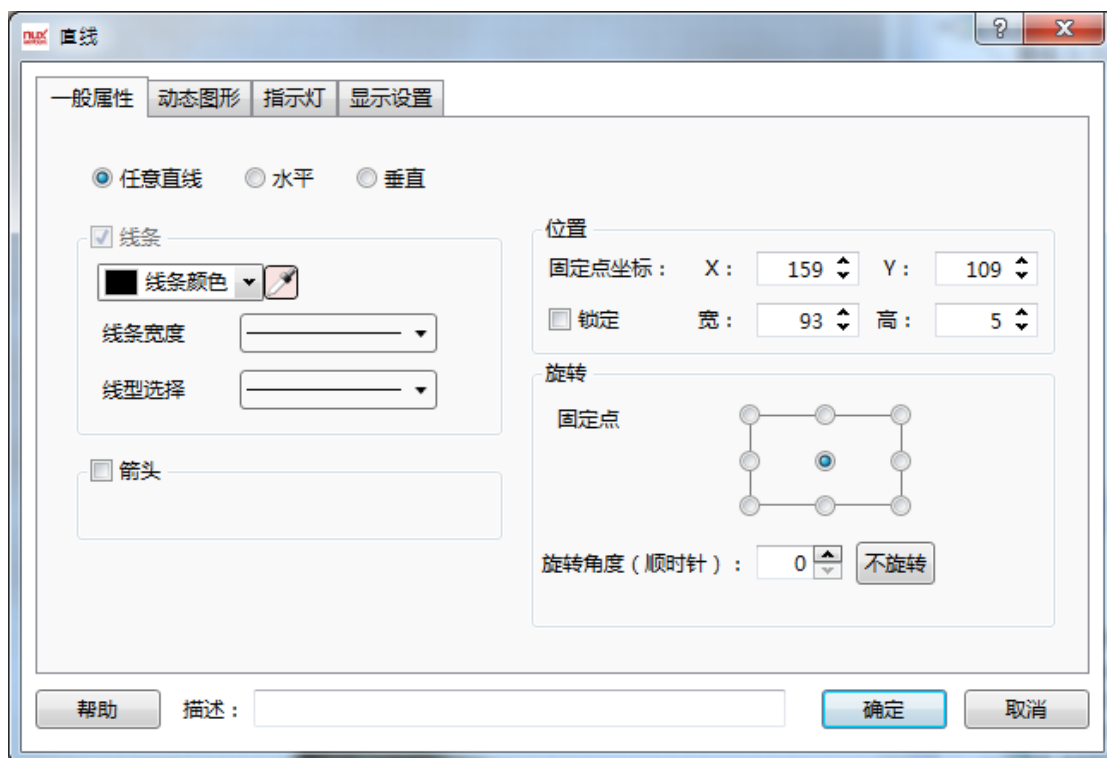 直线
一般属性 动态图形 指示灯 显示设置
任意直线 水平 垂直
线条
线条颜色
线条宽度
线型选择
箭头
位置
固定点坐标： X： 159 Y： 109
锁定 宽： 93 高： 5
旋转
固定点
旋转角度（顺时针）： 0 不旋转
帮助 描述： 确定 取消